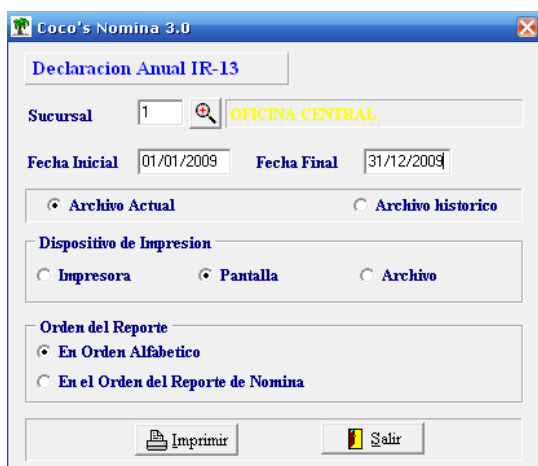 Coco's Nomina 3.0
Declaracion Anual IR-13
Sucursal 1 OFICINA CENTRAL
Fecha Inicial 01/01/2009 Fecha Final 31/12/2009
Archivo Actual Archivo historico
Dispositivo de Impresion
Impresora Pantalla Archivo
Orden del Reporte
En Orden Alfabetico
En el Orden del Reporte de Nomina
Imprimir Salir